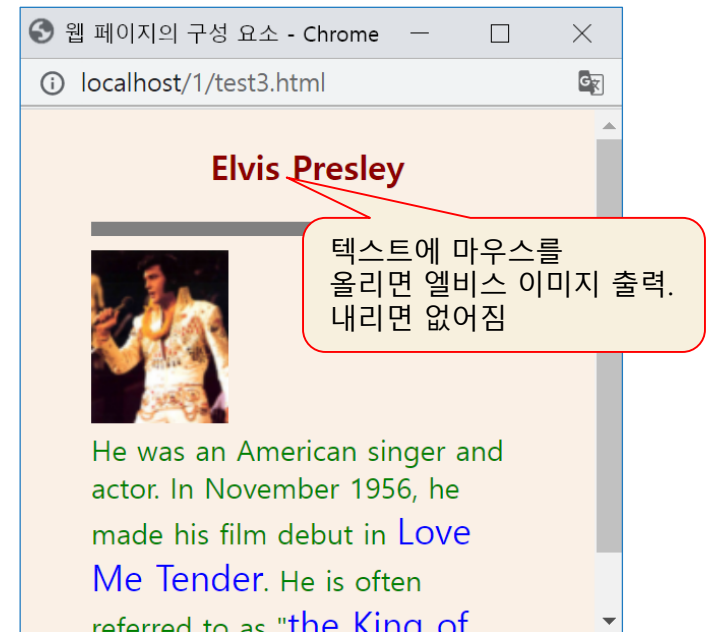 웹 페이지의 구성 요소 - Chrome
localhost/1/test3.html
Elvis Presley
텍스트에 마우스를
올리면 엘비스 이미지 출력.
내리면 없어짐
He was an American singer and
actor. In November 1956, he
made his film debut in Love
Me Tender. He is often
referred to as "the King of